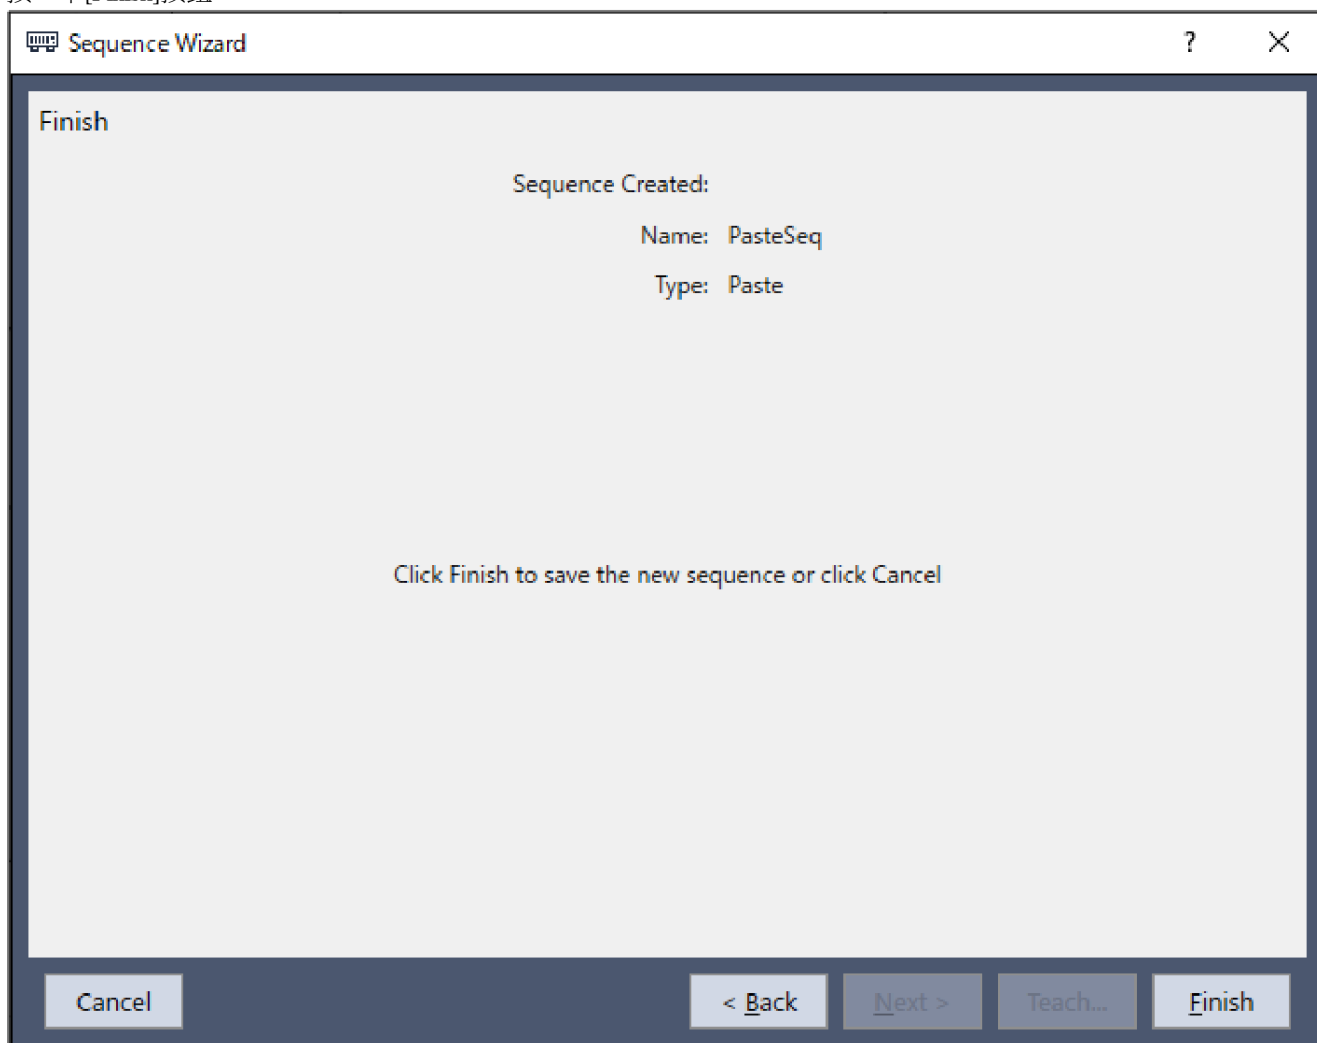 Sequence Wizard
?
Finish
Sequence Created:
Name: PasteSeq
Type: Paste
Click Finish to save the new sequence or click Cancel
Cancel
< Back
Next >
Teach...
Finish